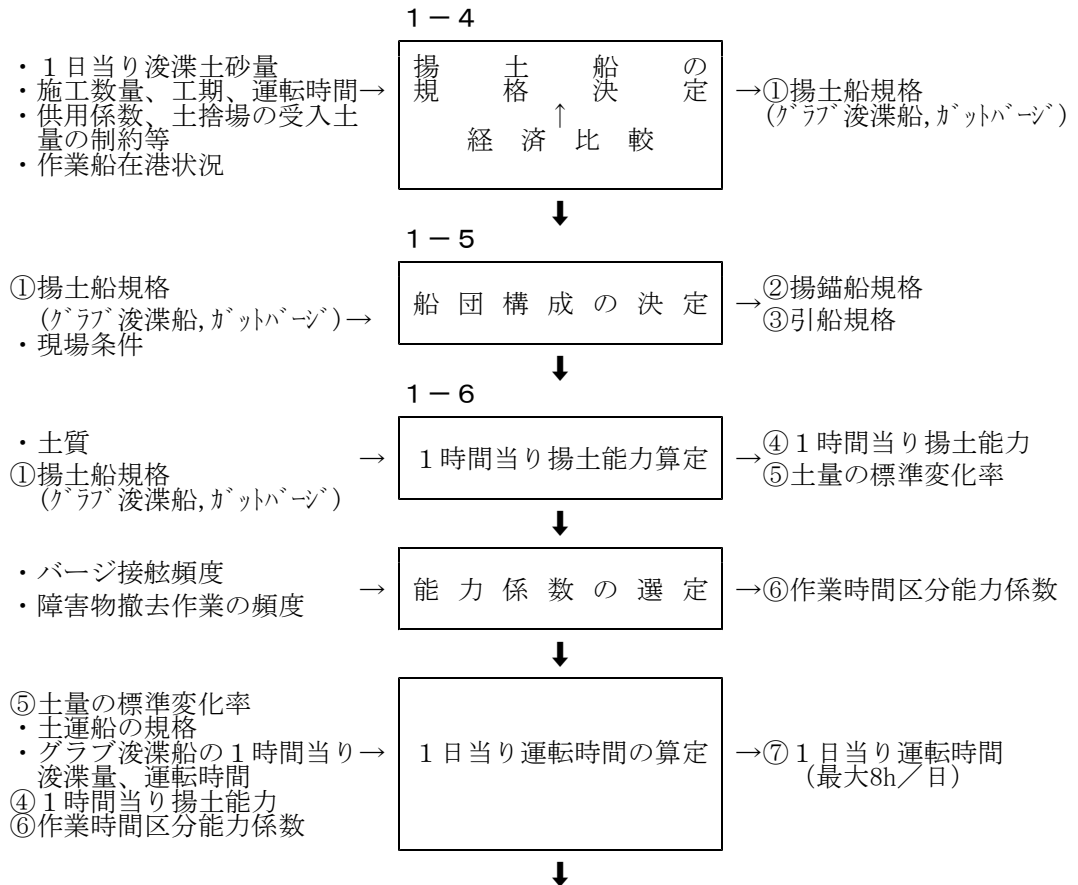 １－４
・１日当り浚渫土砂量
・施工数量、工期、運転時間→
・供用係数、土捨場の受入土
量の制約等
・作業船在港状況
揚土船の
規格決定
↑
経済比較
→①揚土船規格
(ｸﾞﾗﾌﾞ浚渫船,ｶﾞｯﾄﾊﾞｰｼﾞ)
⬇
１－５
①揚土船規格
(ｸﾞﾗﾌﾞ浚渫船,ｶﾞｯﾄﾊﾞｰｼﾞ)→
・現場条件
船団構成の決定
→②揚錨船規格
③引船規格
⬇
１－６
・土質
→
①揚土船規格
(ｸﾞﾗﾌﾞ浚渫船,ｶﾞｯﾄﾊﾞｰｼﾞ)
１時間当り揚土能力算定
→④１時間当り揚土能力
⑤土量の標準変化率
⬇
・バージ接舷頻度
→
・障害物撤去作業の頻度
能力係数の選定
→⑥作業時間区分能力係数
⬇
⑤土量の標準変化率
・土運船の規格
・グラブ浚渫船の１時間当り→
浚渫量、運転時間
④１時間当り揚土能力
⑥作業時間区分能力係数
１日当り運転時間の算定
→⑦１日当り運転時間
(最大8h／日)
⬇